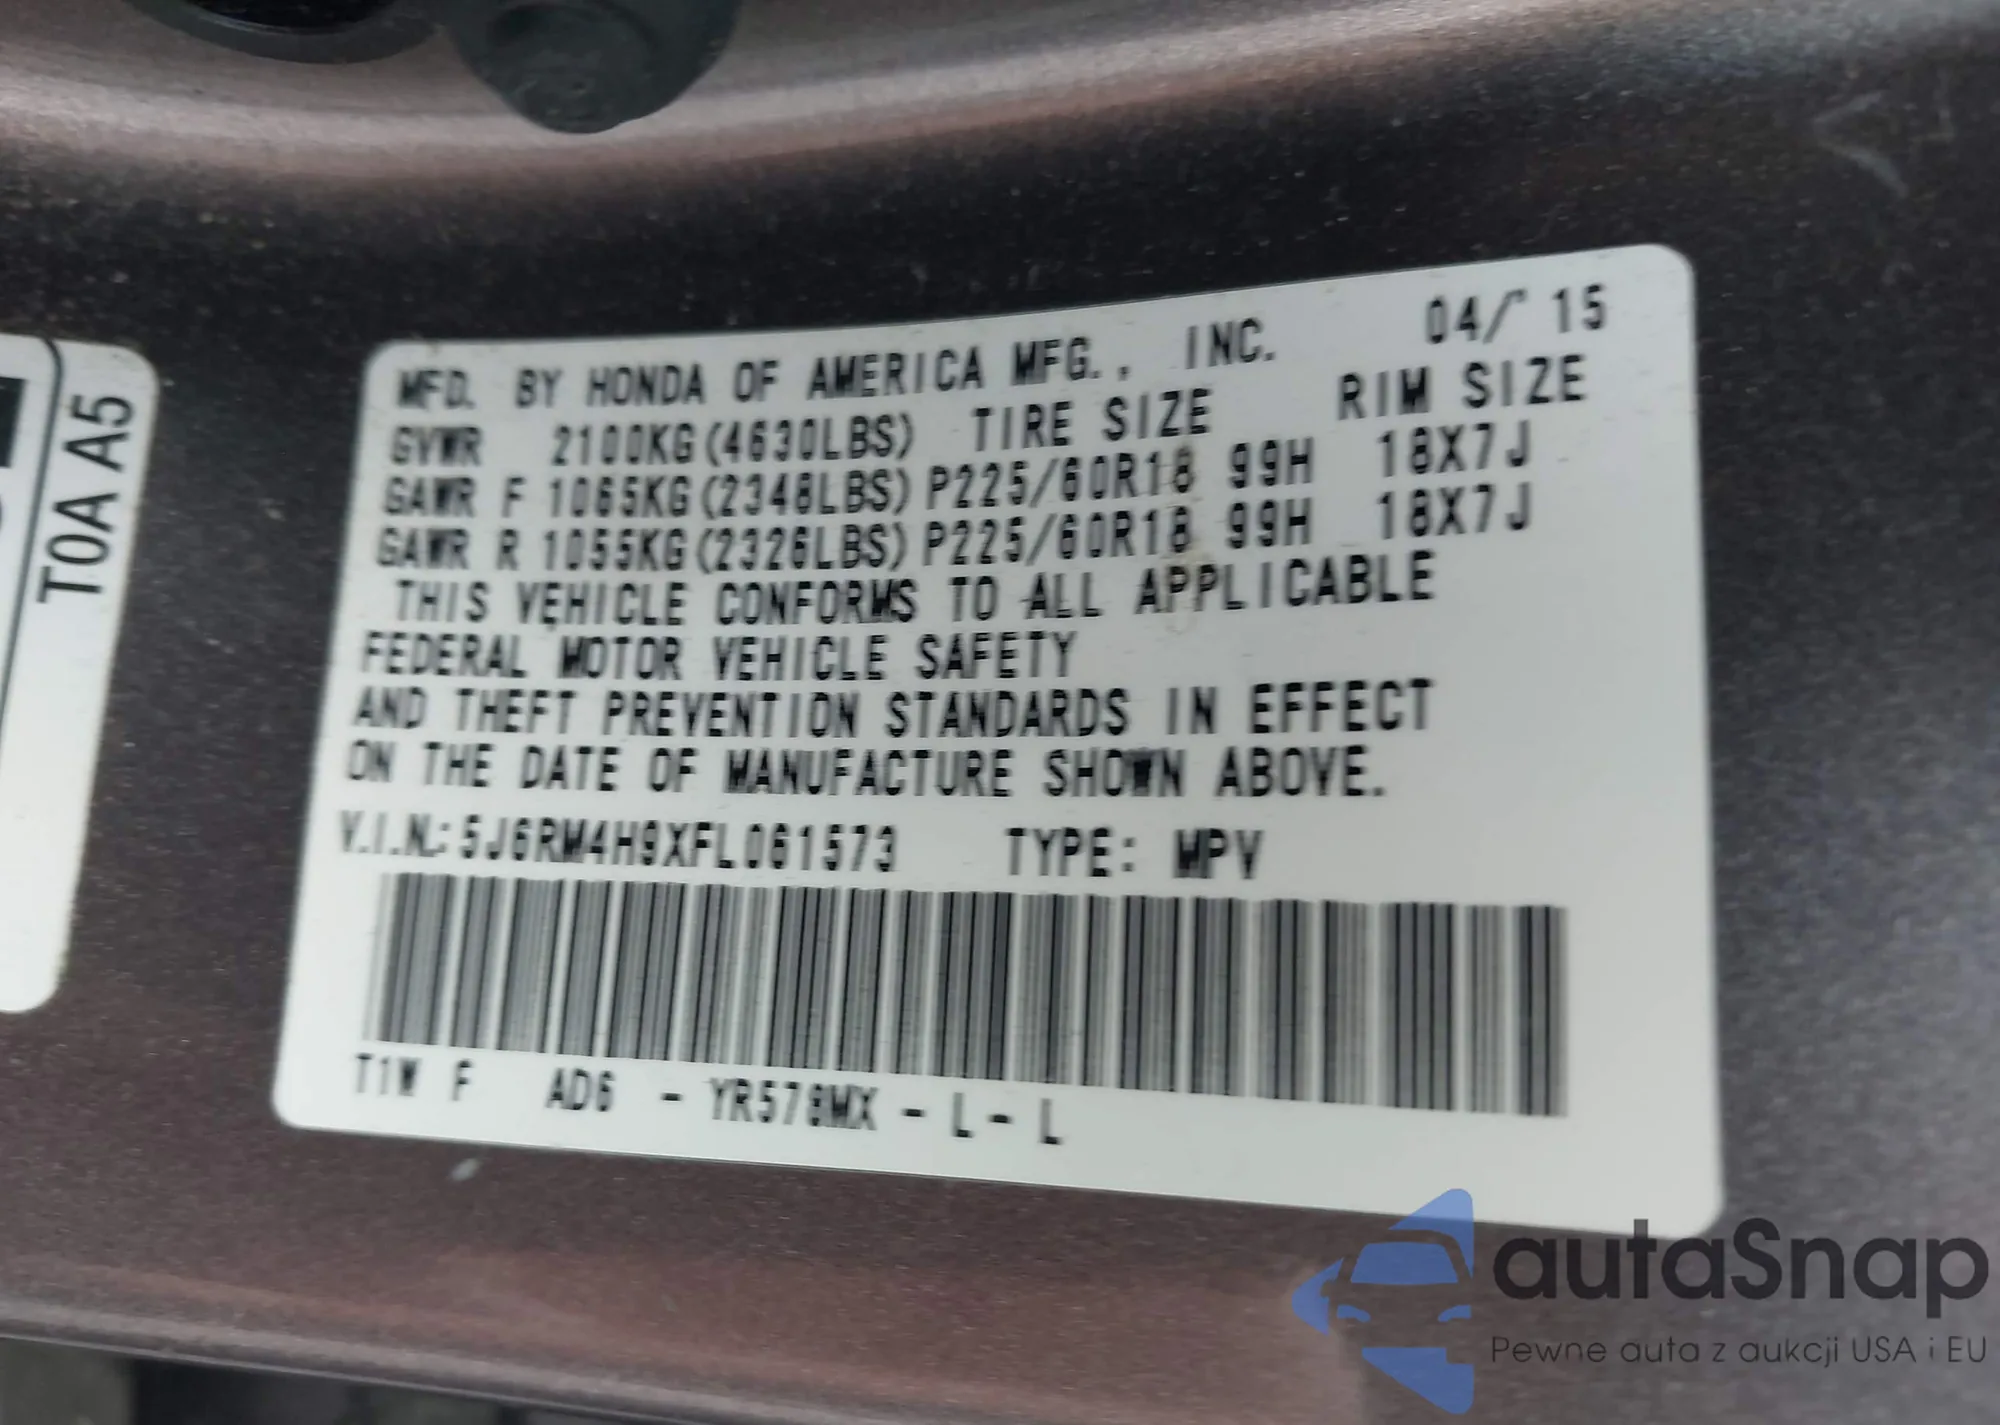 T0A A5
MFD. BY HONDA OF AMERICA MFG., INC. 04/'15
GVWR 2100KG(4630LBS) TIRE SIZE RIM SIZE
GAWR F 1065KG(2348LBS) P225/60R18 99H 18X7J
GAWR R 1055KG(2326LBS) P225/60R18 99H 18X7J
THIS VEHICLE CONFORMS TO ALL APPLICABLE
FEDERAL MOTOR VEHICLE SAFETY
AND THEFT PREVENTION STANDARDS IN EFFECT
ON THE DATE OF MANUFACTURE SHOWN ABOVE.
V.I.N.: 5J6RM4H9XFL061573 TYPE: MPV
T1W F AD6 - YR578MX - L - L
autaSnap
Pewne auta z aukcji USA i EU